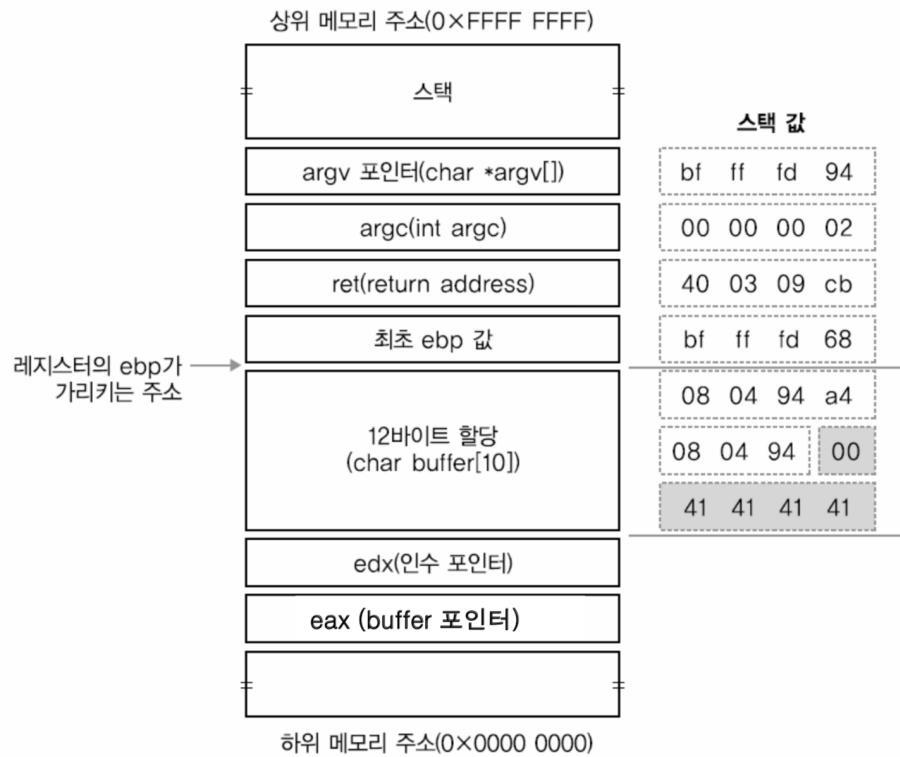 상위 메모리 주소(0×FFFF FFFF)
스택
스택 값
argv 포인터(char *argv[])
bf ff fd 94
argc(int argc)
00 00 00 02
ret(return address)
40 03 09 cb
최초 ebp 값
bf ff fd 68
레지스터의 ebp가
가리키는 주소
08 04 94 a4
12바이트 할당
(char buffer[10])
08 04 94 00
41 41 41 41
edx(인수 포인터)
eax (buffer 포인터)
하위 메모리 주소(0×0000 0000)